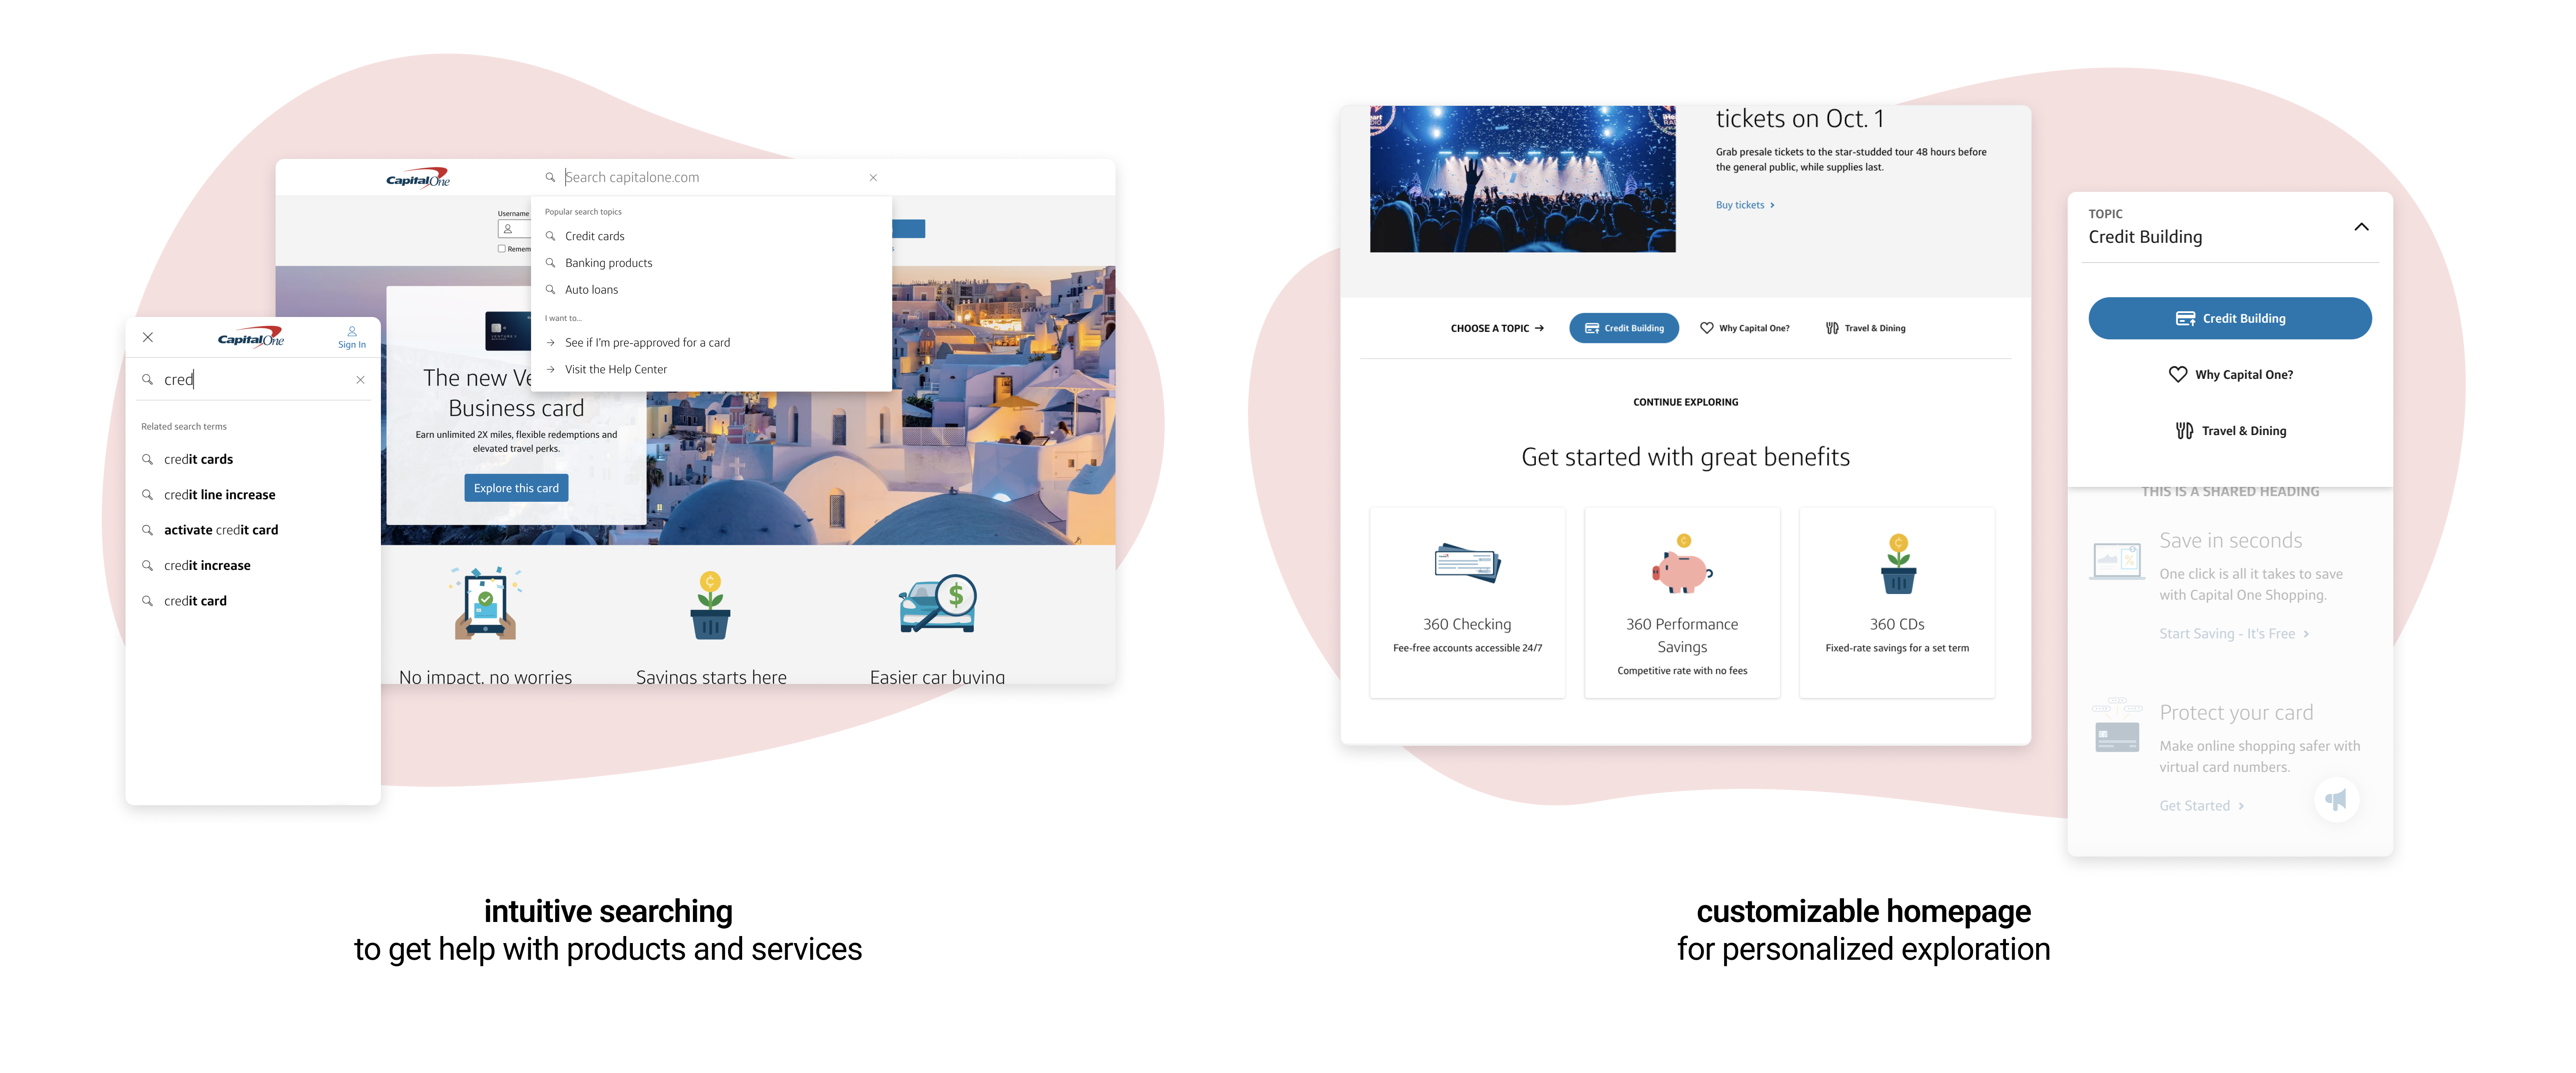 CapitalOne
Search capitalone.com
Username
Popular search topics
Credit cards
Banking products
Auto loans
I want to...
See if I'm pre-approved for a card
Visit the Help Center
The new
Business card
Earn unlimited 2X miles, flexible redemptions and
elevated travel perks.
Explore this card
No impact, no worries
Savings starts here
Easier car buying
CapitalOne
Sign In
cred
Related search terms
credit cards
credit line increase
activate credit card
credit increase
credit card
intuitive searching
to get help with products and services
tickets on Oct. 1
Grab presale tickets to the star-studded tour 48 hours before
the general public, while supplies last.
Buy tickets
CHOOSE A TOPIC
Credit Building
Why Capital One?
Travel & Dining
CONTINUE EXPLORING
Get started with great benefits
360 Checking
Fee-free accounts accessible 24/7
360 Performance
Savings
Competitive rate with no fees
360 CDs
Fixed-rate savings for a set term
TOPIC
Credit Building
Credit Building
Why Capital One?
Travel & Dining
THIS IS A SHARED HEADING
Save in seconds
One click is all it takes to save
with Capital One Shopping.
Start Saving - It's Free
Protect your card
Make online shopping safer with
virtual card numbers.
Get Started
customizable homepage
for personalized exploration